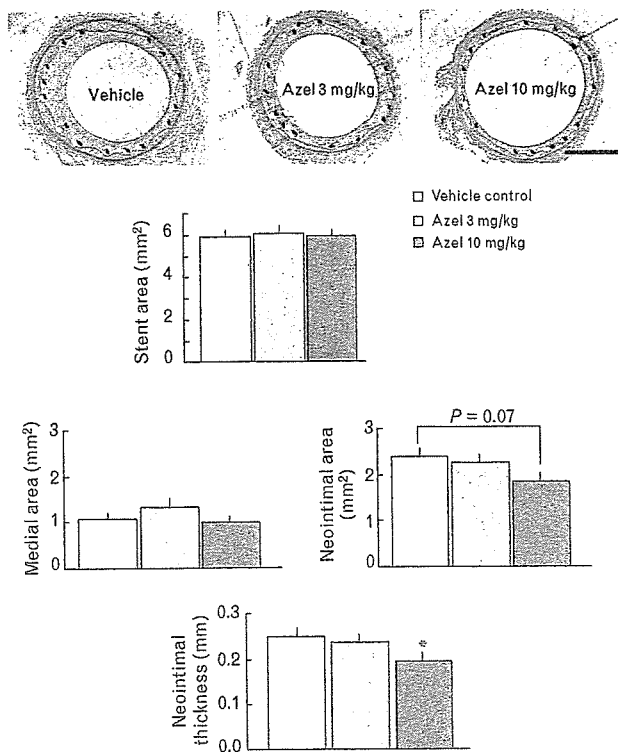 Vehicle
Azel 3 mg/kg
Azel 10 mg/kg
Vehicle control
Azel 3 mg/kg
Azel 10 mg/kg
Stent area (mm²)
6
4
2
0
Medial area (mm²)
3
2
1
0
P = 0.07
Neointimal area
(mm²)
3
2
1
0
Neointimal
thickness (mm)
0.3
0.2
0.1
0.0
*